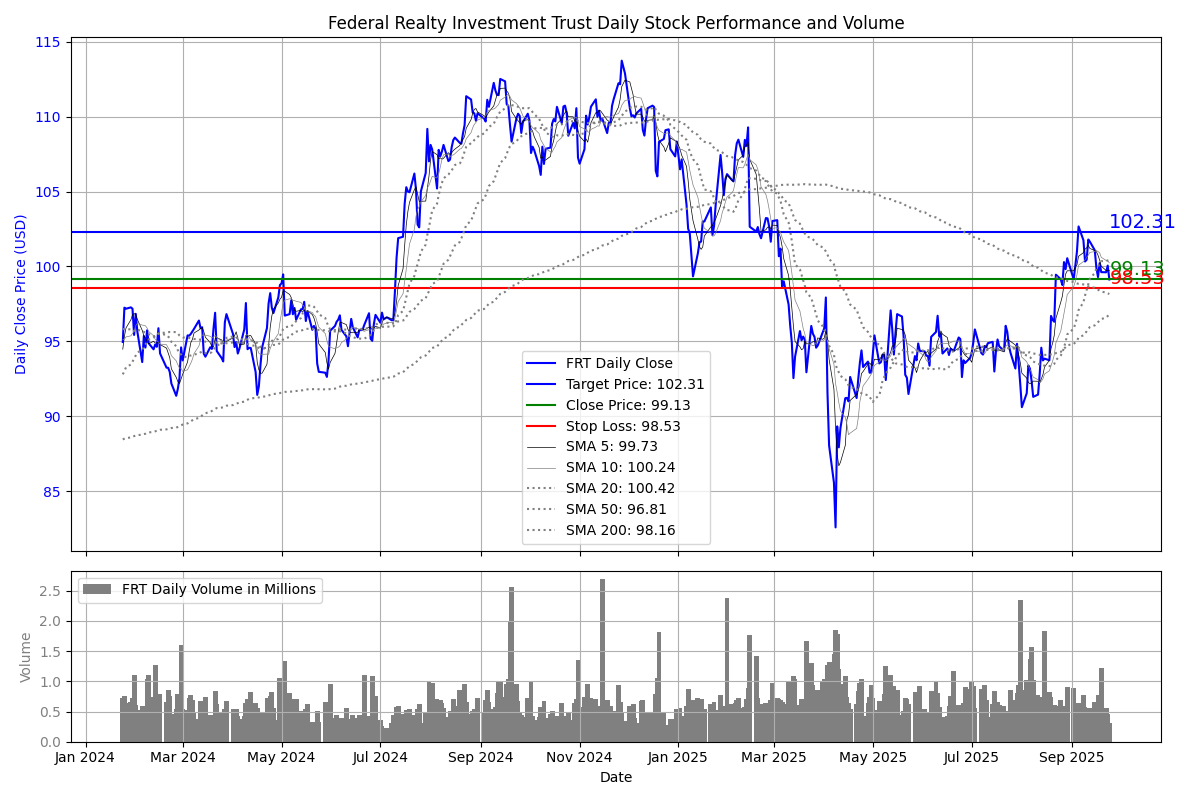 Federal Realty Investment Trust Daily Stock Performance and Volume
115
110
105
100
95
90
85
Daily Close Price (USD)
102.31
99.13
98.53
FRT Daily Close
Target Price: 102.31
Close Price: 99.13
Stop Loss: 98.53
SMA 5: 99.73
SMA 10: 100.24
SMA 20: 100.42
SMA 50: 96.81
SMA 200: 98.16
FRT Daily Volume in Millions
2.5
2.0
1.5
1.0
0.5
0.0
Volume
Jan 2024 Mar 2024 May 2024 Jul 2024 Sep 2024 Nov 2024 Jan 2025 Mar 2025 May 2025 Jul 2025 Sep 2025
Date